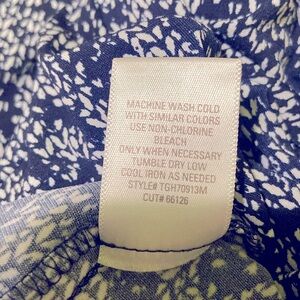 MACHINE WASH COLD
WITH SIMILAR COLORS
USE NON-CHLORINE
BLEACH
ONLY WHEN NECESSARY
TUMBLE DRY LOW
COOL IRON AS NEEDED
STYLE# TGH70913M
CUT# 66126